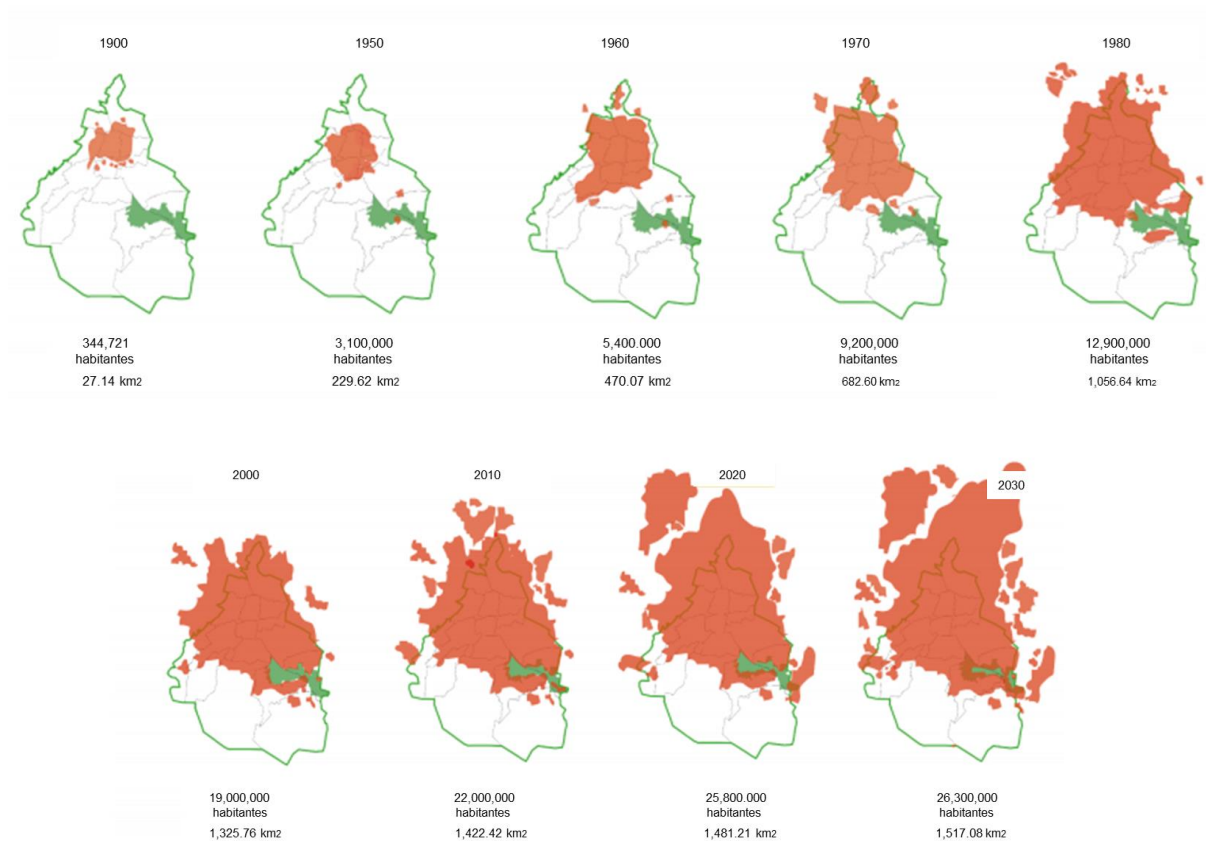 1900
1950
1960
1970
1980
344,721
habitantes
27.14 km2
3,100,000
habitantes
229.62 km2
5,400.000
habitantes
470.07 km2
9,200,000
habitantes
682.60 km2
12,900,000
habitantes
1,056.64 km2
2000
2010
2020
2030
19,000,000
habitantes
1,325.76 km2
22,000,000
habitantes
1,422.42 km2
25,800.000
habitantes
1,481.21 km2
26,300,000
habitantes
1,517.08 km2